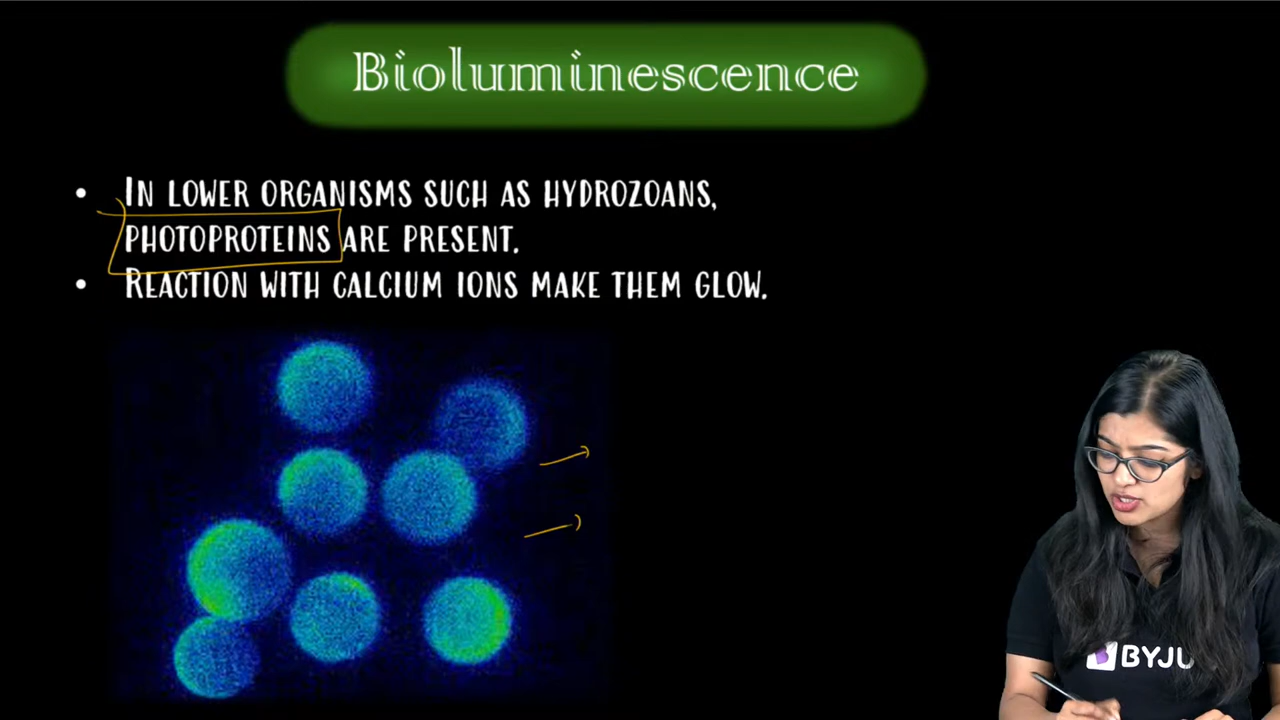 Bioluminescence
• IN LOWER ORGANISMS SUCH AS HYDROZOANS,
PHOTOPROTEINS ARE PRESENT.
• REACTION WITH CALCIUM IONS MAKE THEM GLOW.
BYJU